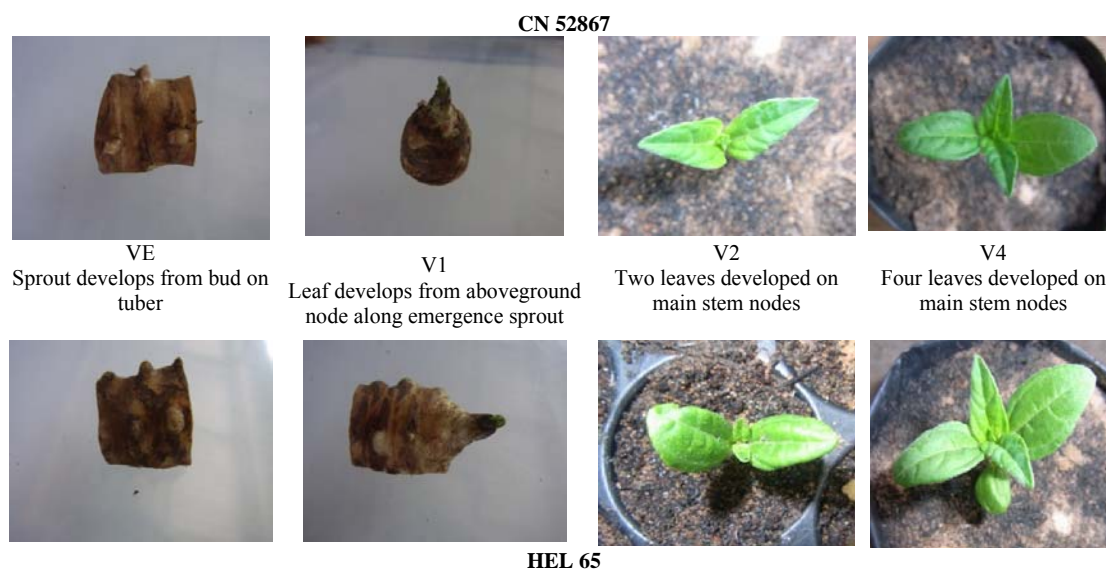 CN 52867
VE
Sprout develops from bud on
tuber
V1
Leaf develops from aboveground
node along emergence sprout
V2
Two leaves developed on
main stem nodes
V4
Four leaves developed on
main stem nodes
HEL 65